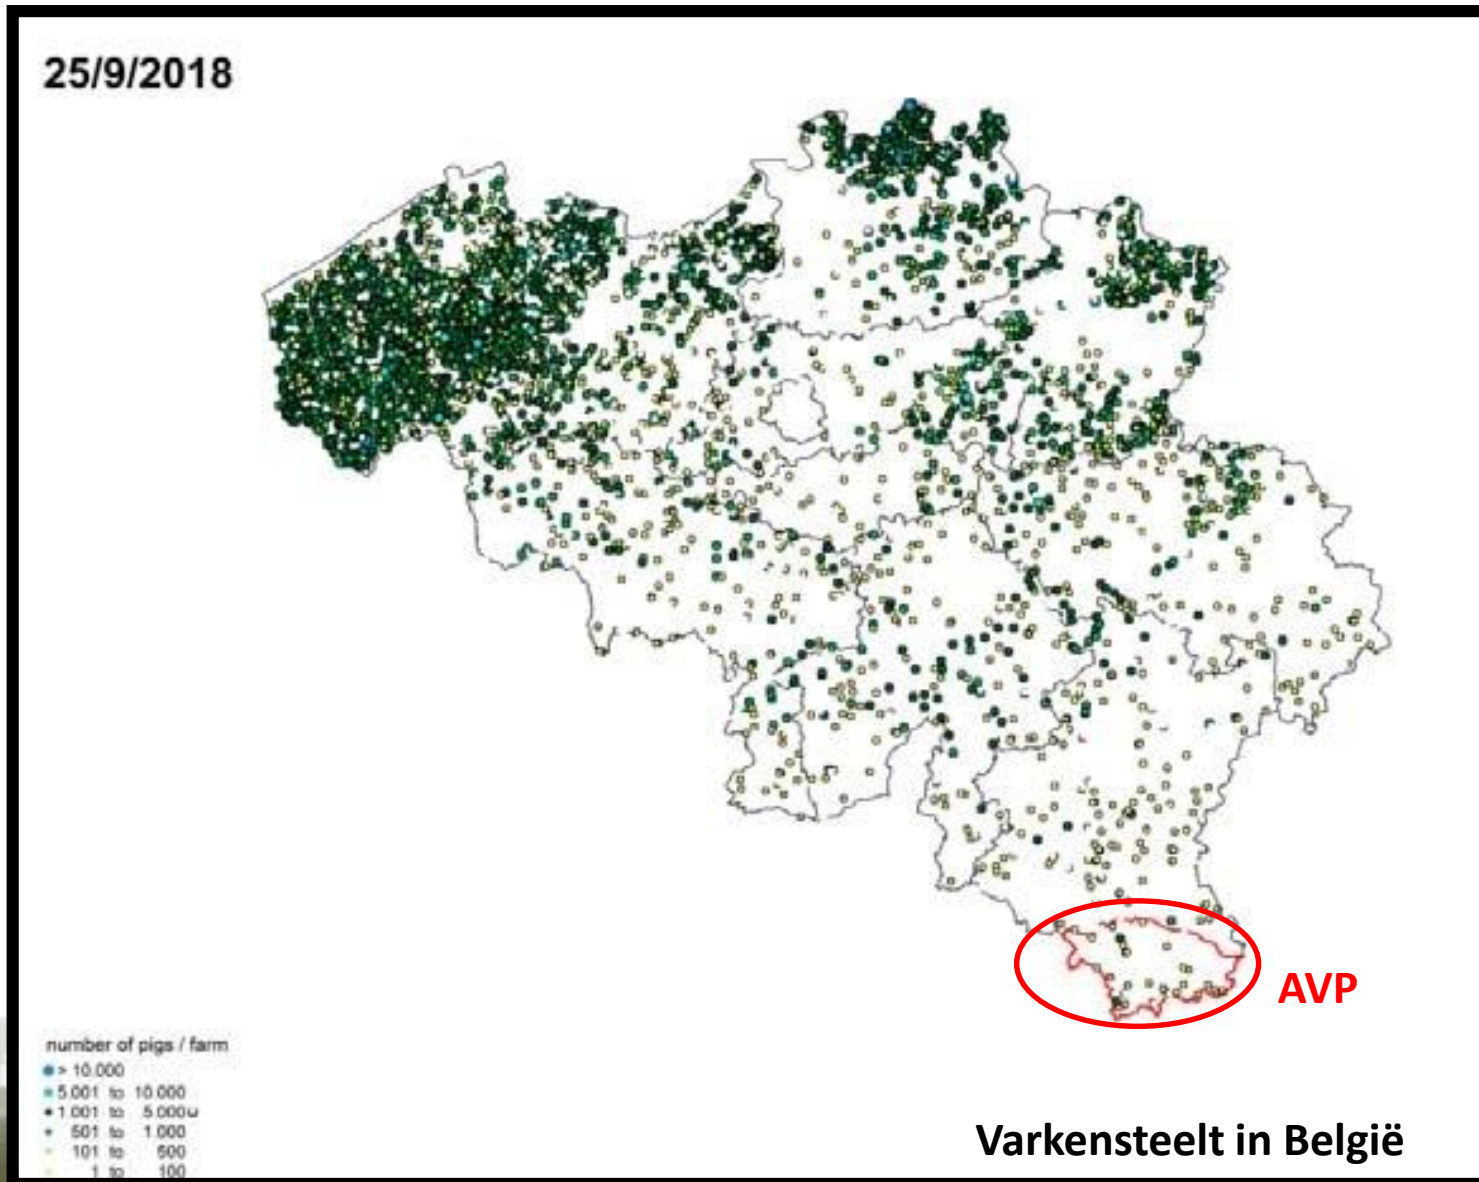 25/9/2018
AVP
number of pigs / farm
> 10.000
5.001 to 10.000
1.001 to 5.000
501 to 1.000
101 to 500
1 to 100
Varkensteelt in België